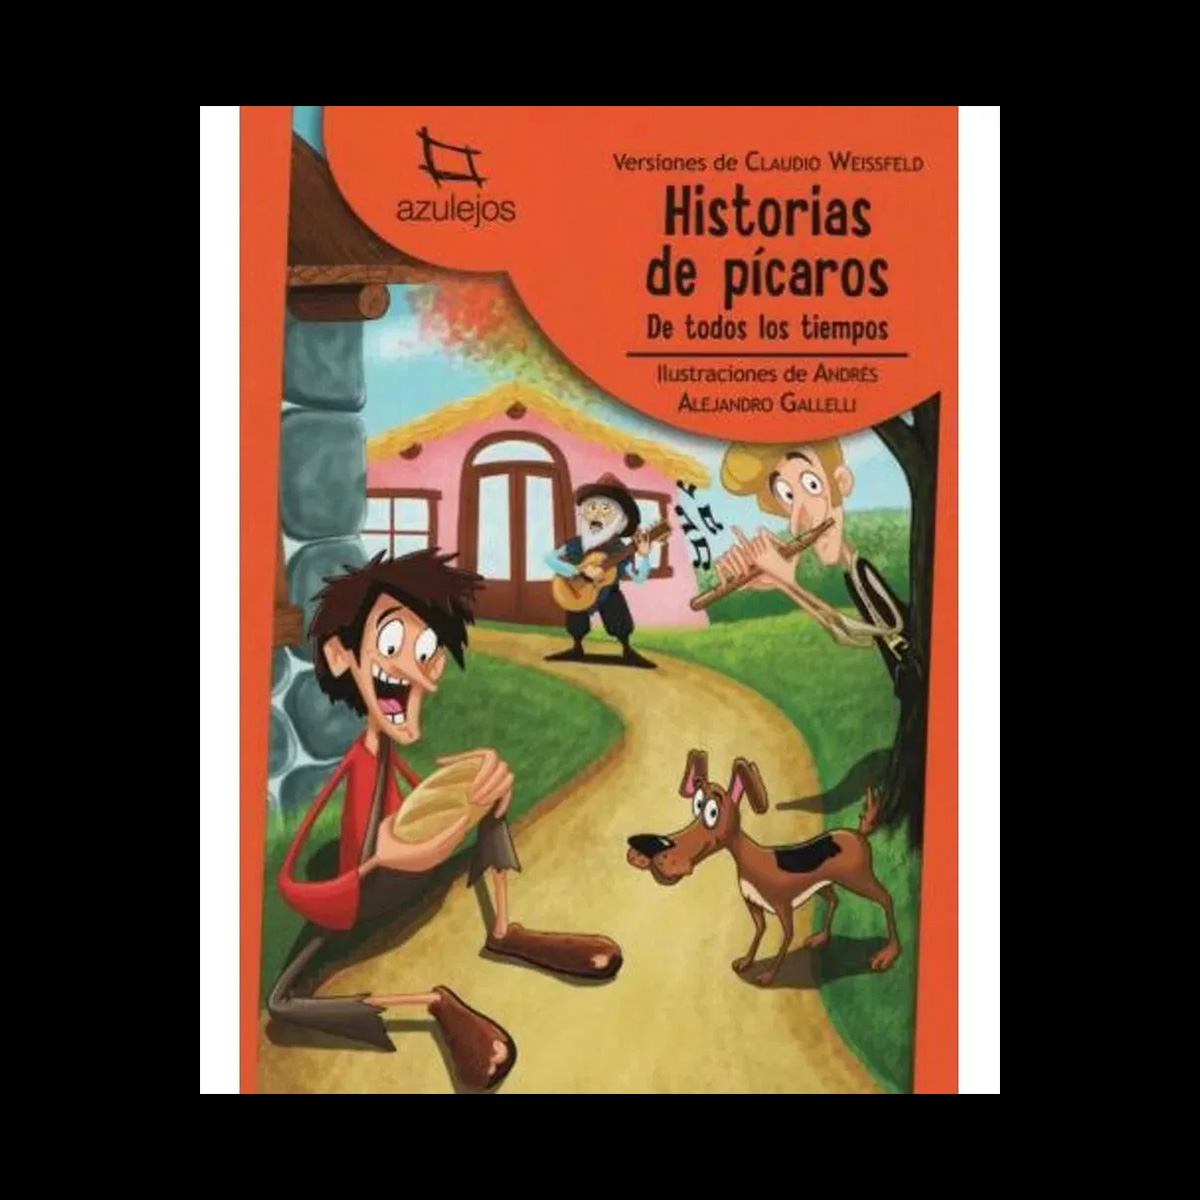 azulejos
Versiones de CLAUDIO WEISSFELD
Historias
de pícaros
De todos los tiempos
Ilustraciones de ANDRÉS
ALEJANDRO GALLELLI